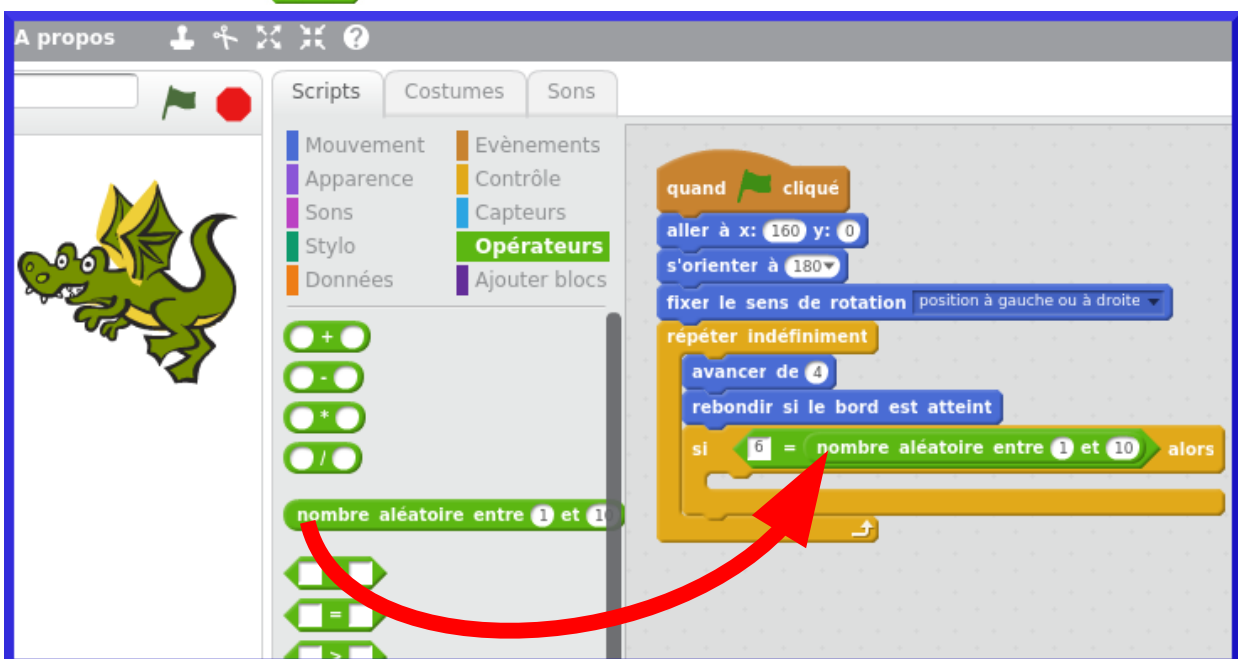 A propos
Scripts Costumes Sons
Mouvement Evènements
Apparence Contrôle
Sons Capteurs
Stylo Opérateurs
Données Ajouter blocs
+
-
*
/
nombre aléatoire entre 1 et 10
=
>
quand cliqué
aller à x: 160 y: 0
s'orienter à 180
fixer le sens de rotation position à gauche ou à droite
répéter indéfiniment
avancer de 4
rebondir si le bord est atteint
si 6 = nombre aléatoire entre 1 et 10 alors